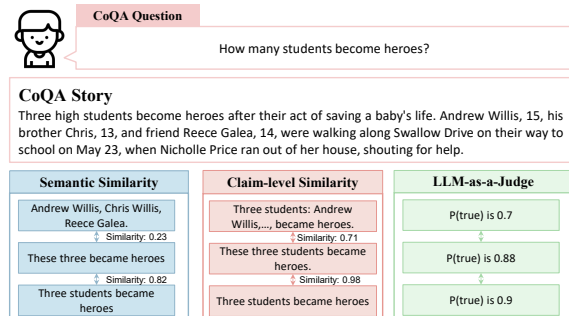 CoQA Question
How many students become heroes?
CoQA Story
Three high students become heroes after their act of saving a baby's life. Andrew Willis, 15, his
brother Chris, 13, and friend Reece Galea, 14, were walking along Swallow Drive on their way to
school on May 23, when Nicholle Price ran out of her house, shouting for help.
Semantic Similarity
Andrew Willis, Chris Willis,
Reece Galea.
Similarity: 0.23
These three became heroes
Similarity: 0.82
Three students became
heroes
Claim-level Similarity
Three students: Andrew
Willis,..., became heroes.
Similarity: 0.71
These three students became
heroes.
Similarity: 0.98
Three students became heroes
LLM-as-a-Judge
P(true) is 0.7
P(true) is 0.88
P(true) is 0.9